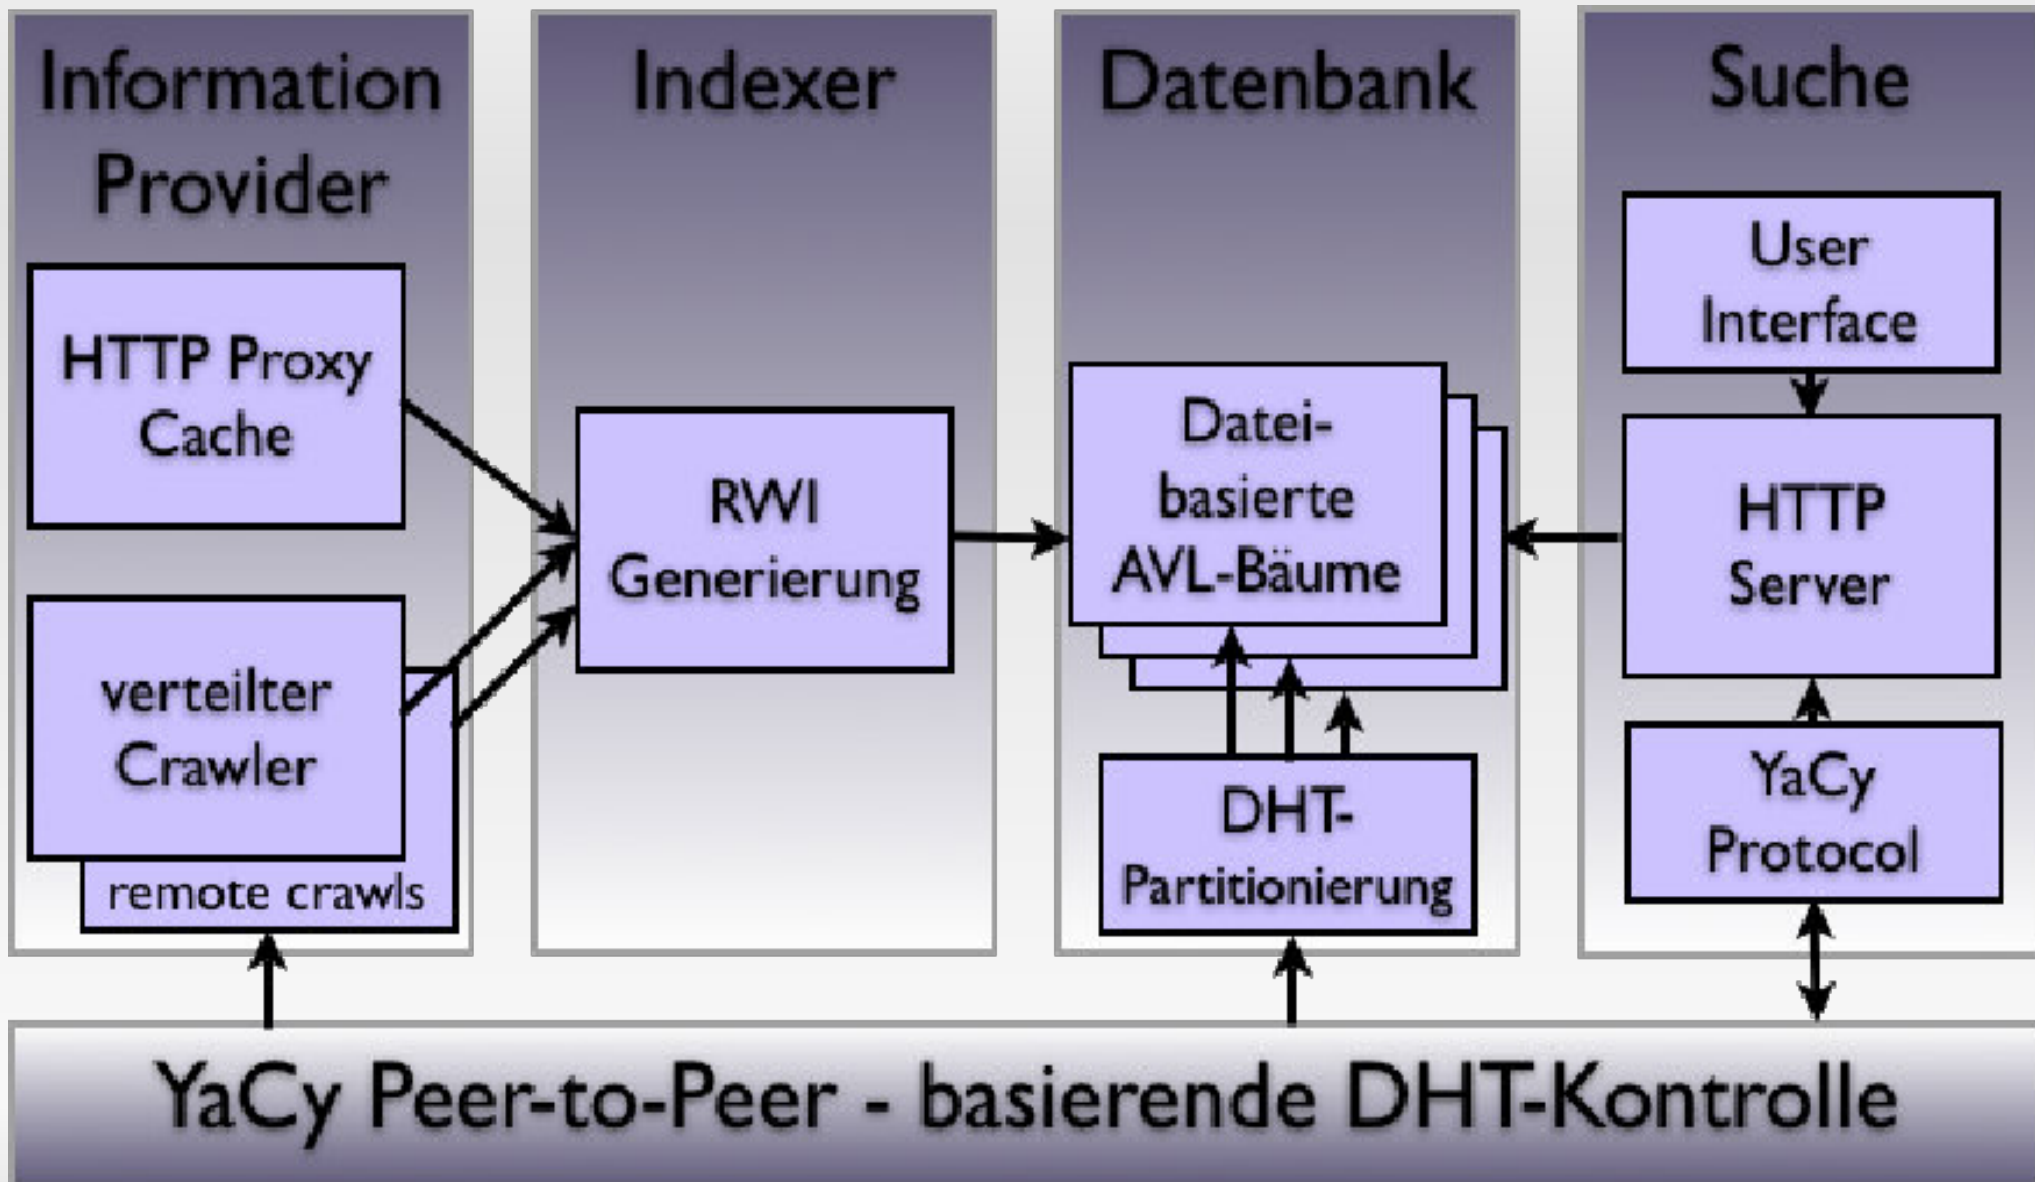 Information
Provider
HTTP Proxy
Cache
verteilter
Crawler
remote crawls
Indexer
RWI
Generierung
Datenbank
Datei-
basierte
AVL-Bäume
DHT-
Partitionierung
Suche
User
Interface
HTTP
Server
YaCy
Protocol
YaCy Peer-to-Peer - basierende DHT-Kontrolle